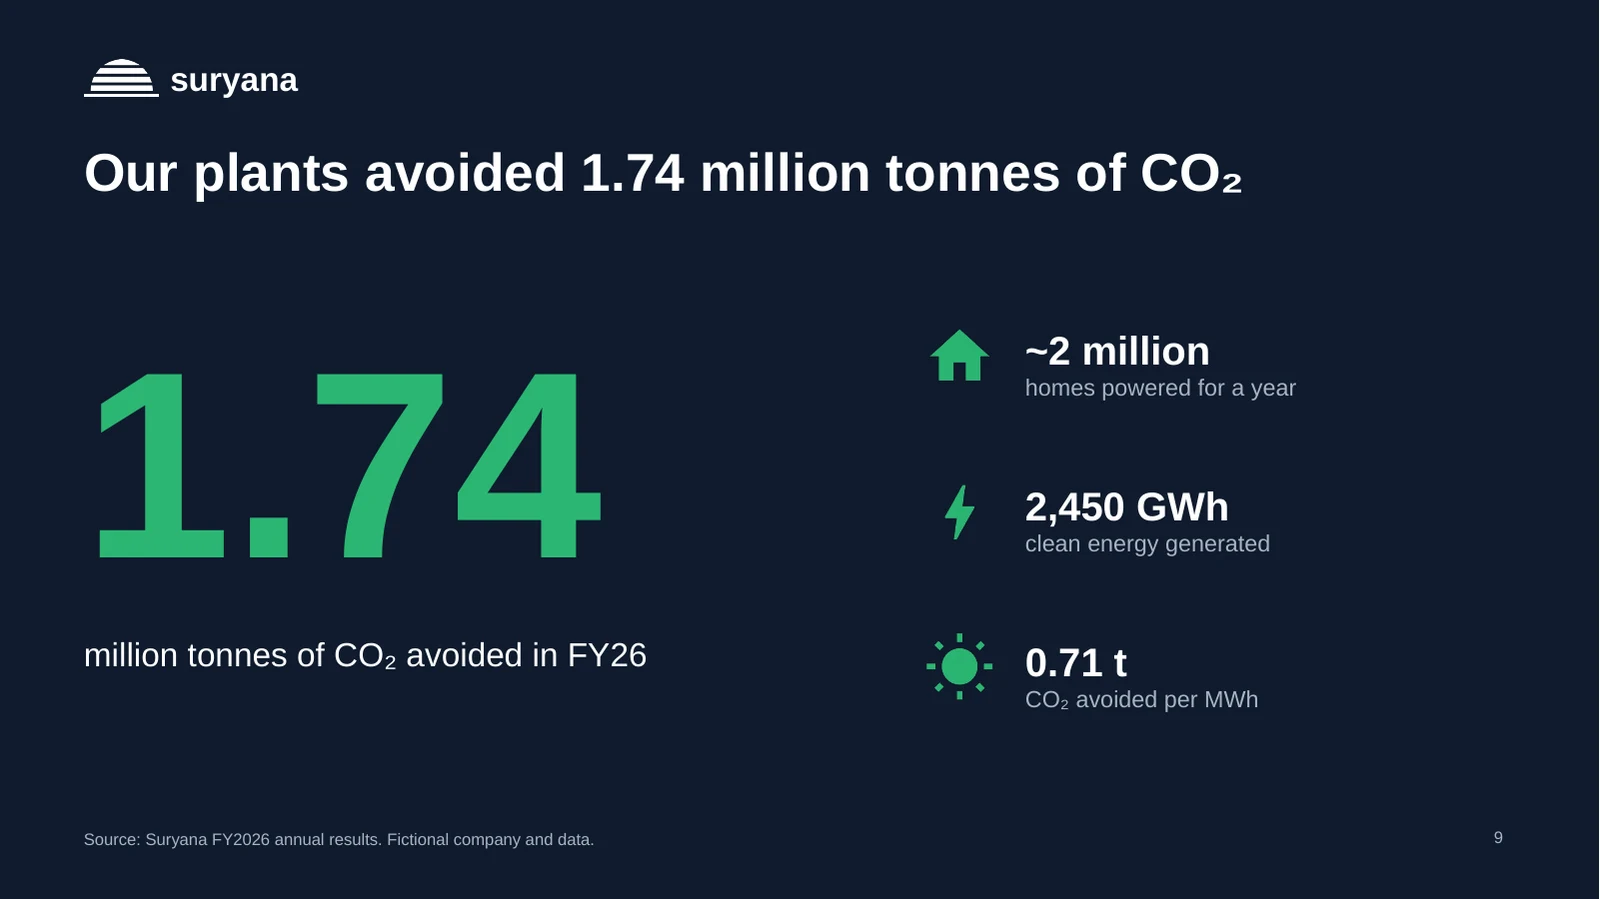 suryana
Our plants avoided 1.74 million tonnes of CO₂
1.74
million tonnes of CO₂ avoided in FY26
~2 million
homes powered for a year
2,450 GWh
clean energy generated
0.71 t
CO₂ avoided per MWh
Source: Suryana FY2026 annual results. Fictional company and data.
9